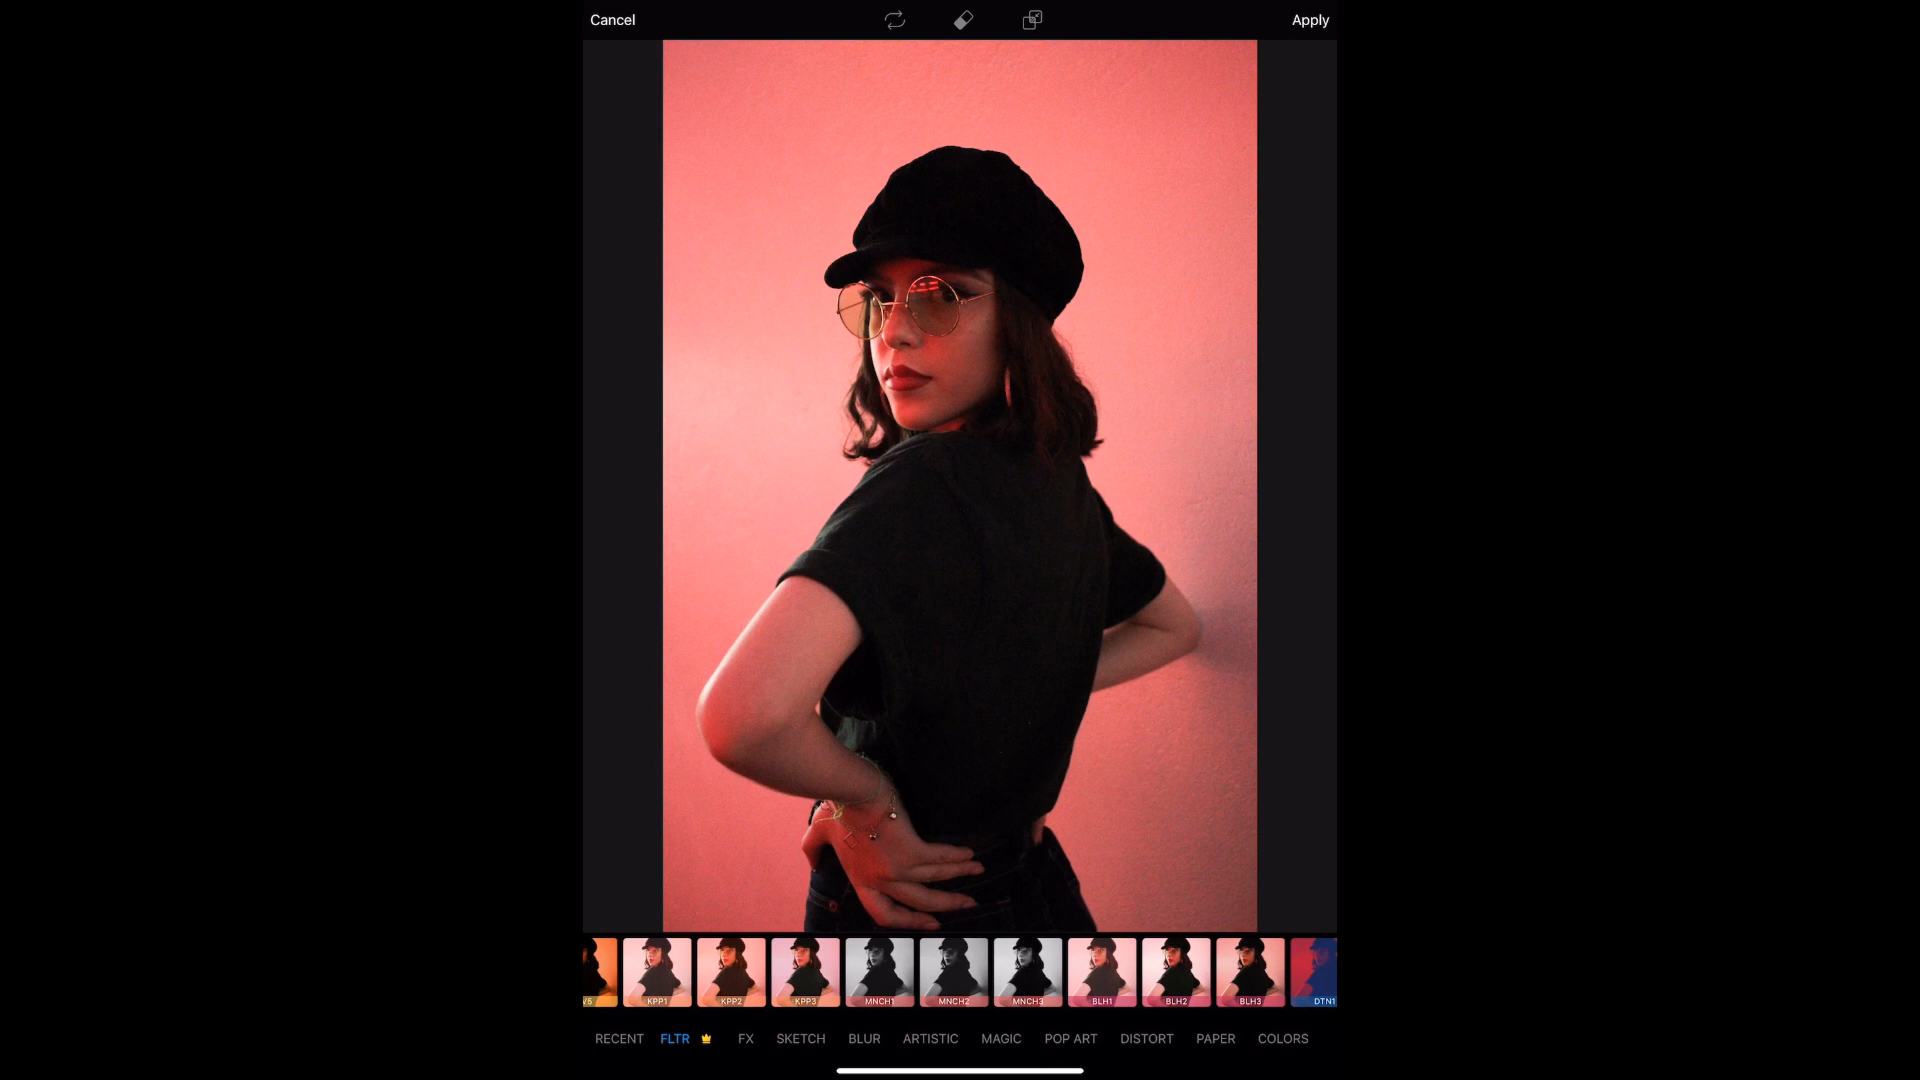 Cancel
Apply
V5
KPP1
KPP2
KPP3
MNCH1
MNCH2
MNCH3
BLH1
BLH2
BLH3
DTN1
RECENT FLTR FX SKETCH BLUR ARTISTIC MAGIC POP ART DISTORT PAPER COLORS